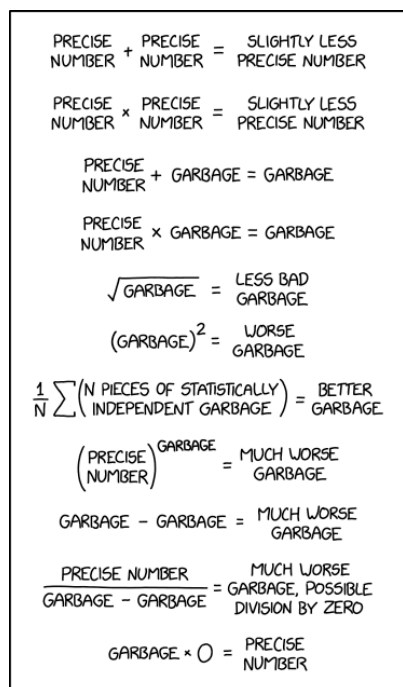 PRECISE NUMBER + PRECISE NUMBER = SLIGHTLY LESS PRECISE NUMBER
PRECISE NUMBER × PRECISE NUMBER = SLIGHTLY LESS PRECISE NUMBER
PRECISE NUMBER + GARBAGE = GARBAGE
PRECISE NUMBER × GARBAGE = GARBAGE
√GARBAGE = LESS BAD GARBAGE
(GARBAGE)² = WORSE GARBAGE
1/N ∑ (N PIECES OF STATISTICALLY INDEPENDENT GARBAGE) = BETTER GARBAGE
(PRECISE NUMBER)^GARBAGE = MUCH WORSE GARBAGE
GARBAGE – GARBAGE = MUCH WORSE GARBAGE
PRECISE NUMBER / (GARBAGE – GARBAGE) = MUCH WORSE GARBAGE, POSSIBLE DIVISION BY ZERO
GARBAGE × 0 = PRECISE NUMBER